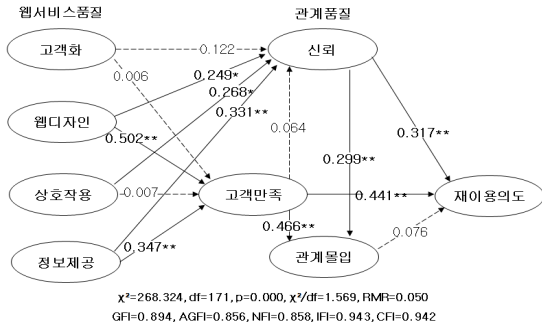 웹서비스품질
관계품질
고객화
0.122
신뢰
0.006
0.249*
0.268*
0.331**
웹디자인
0.502**
0.064
0.317**
0.299**
상호작용
-0.007
고객만족
0.441**
재이용의도
0.466**
0.347**
0.076
정보제공
관계몰입
χ²=268.324, df=171, p=0.000, χ²/df=1.569, RMR=0.050
GFI=0.894, AGFI=0.856, NFI=0.858, IFI=0.943, CFI=0.942